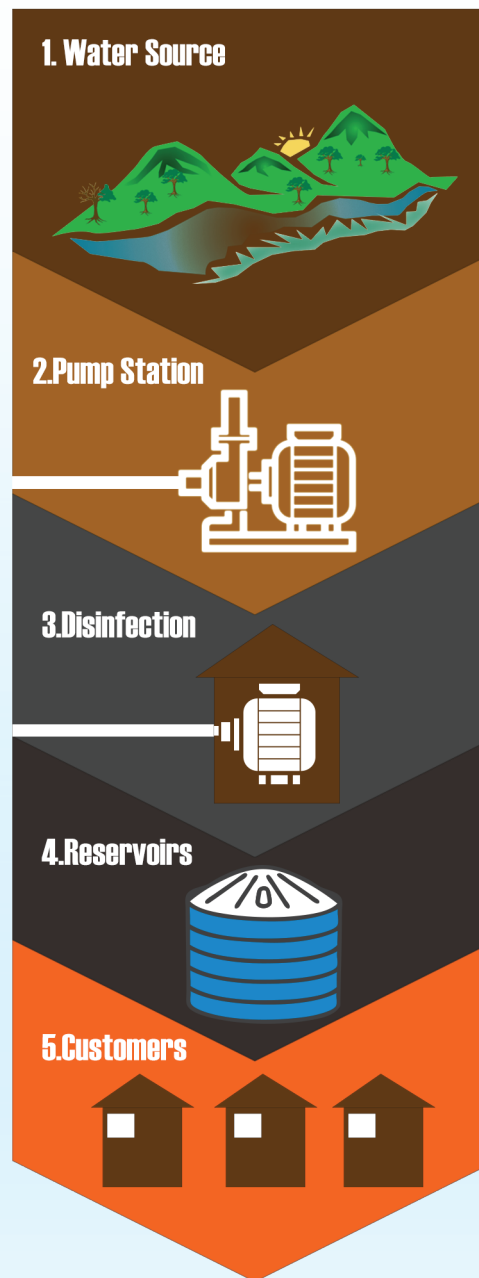 1. Water Source
2.Pump Station
3.Disinfection
4.Reservoirs
5.Customers